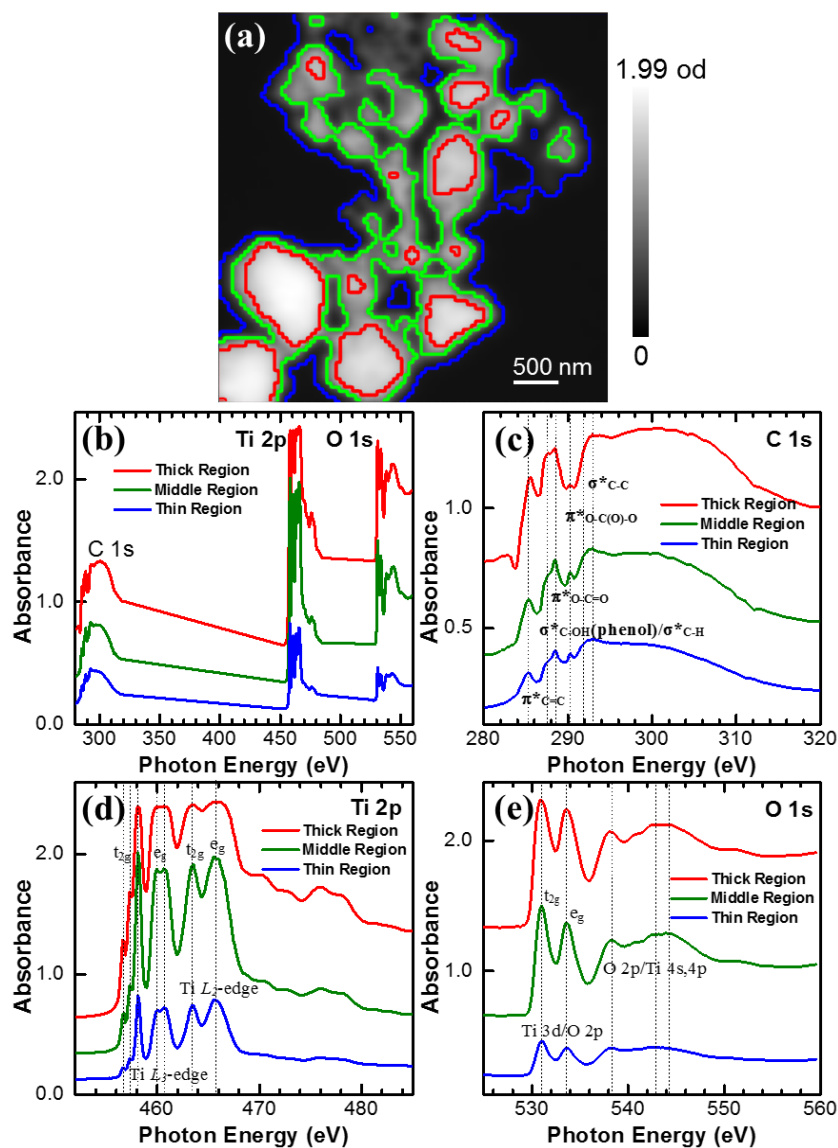 (a)
1.99 od
0
500 nm
(b)
Ti 2p
O 1s
Thick Region
Middle Region
Thin Region
C 1s
Absorbance
2.0
1.0
0.0
300 350 400 450 500 550
Photon Energy (eV)
(c)
C 1s
σ*C-C
π*O-C(O)-O
Thick Region
Middle Region
Thin Region
π*O-C=O
σ*C-OH(phenol)/σ*C-H
π*C=C
Absorbance
1.0
0.5
280 290 300 310 320
Photon Energy (eV)
(d)
Ti 2p
Thick Region
Middle Region
Thin Region
t2g eg t2g eg
Ti L2-edge
Ti L3-edge
Absorbance
2.0
1.0
0.0
460 470 480
Photon Energy (eV)
(e)
O 1s
Thick Region
Middle Region
Thin Region
t2g
eg
O 2p/Ti 4s,4p
Ti 3d/O 2p
Absorbance
2.0
1.0
530 540 550 560
Photon Energy (eV)